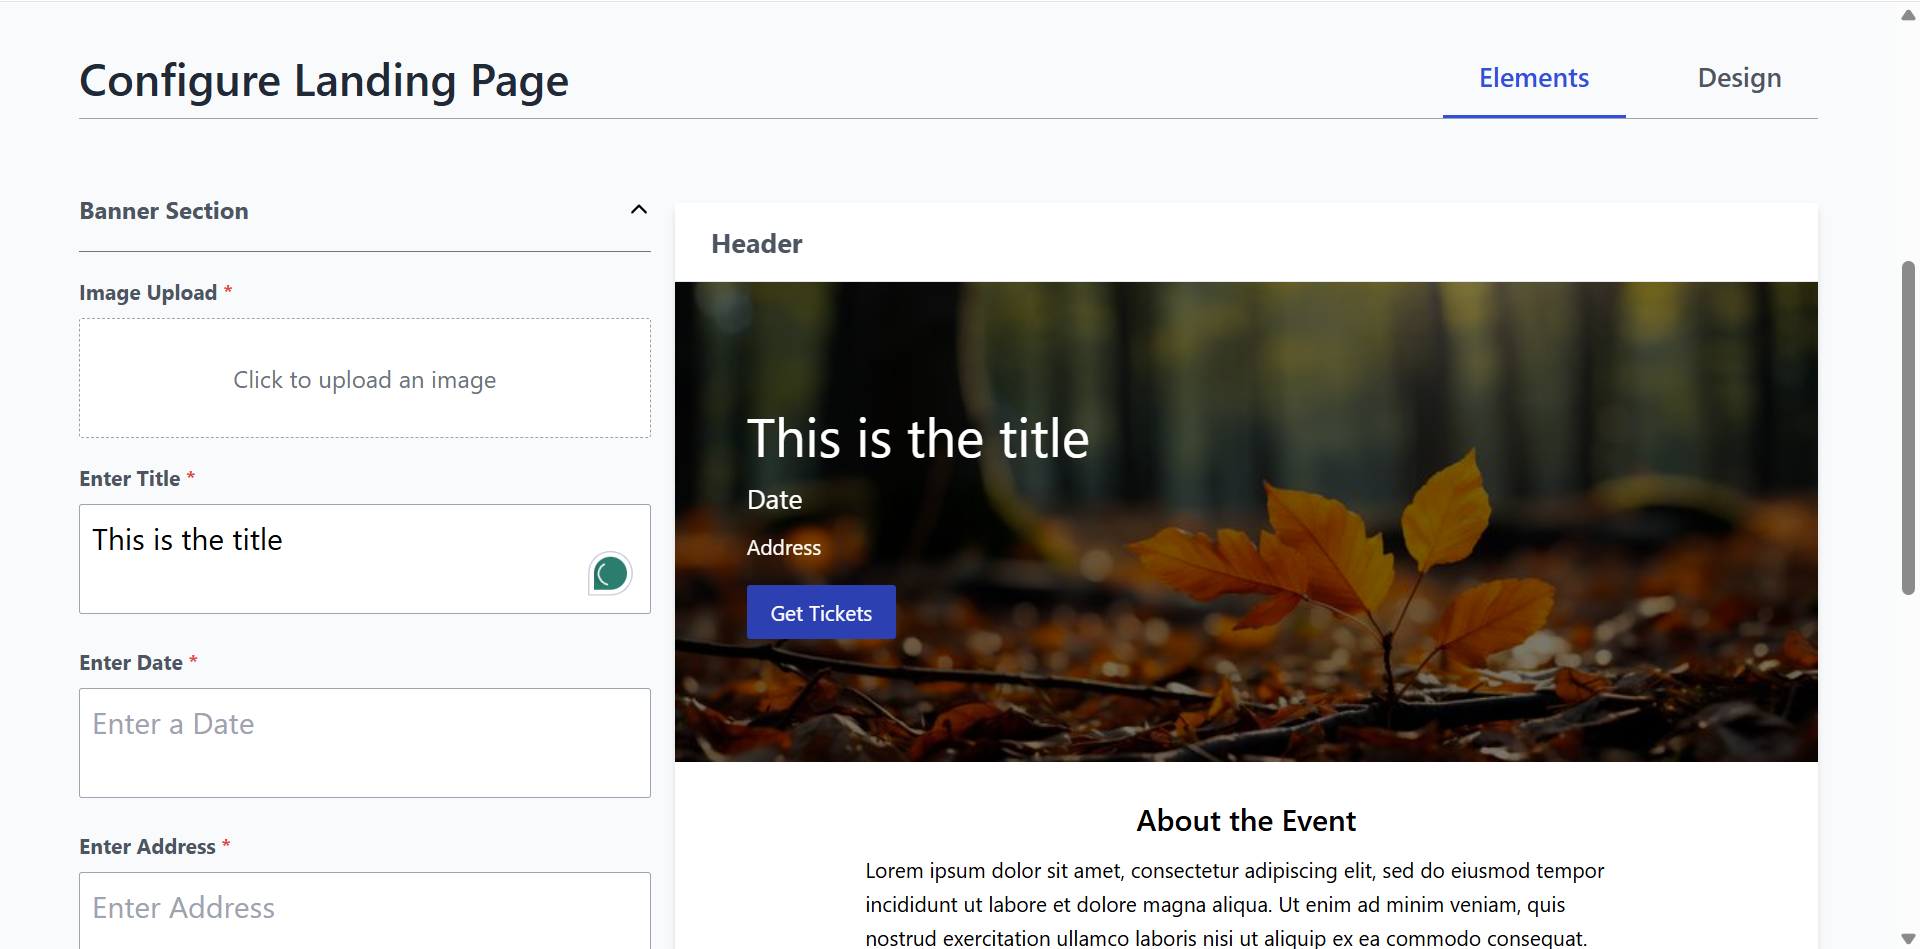 Configure Landing Page
Elements
Design
Banner Section
Image Upload *
Click to upload an image
Enter Title *
This is the title
Enter Date *
Enter a Date
Enter Address *
Enter Address
Header
This is the title
Date
Address
Get Tickets
About the Event
Lorem ipsum dolor sit amet, consectetur adipiscing elit, sed do eiusmod tempor
incididunt ut labore et dolore magna aliqua. Ut enim ad minim veniam, quis
nostrud exercitation ullamco laboris nisi ut aliquip ex ea commodo consequat.